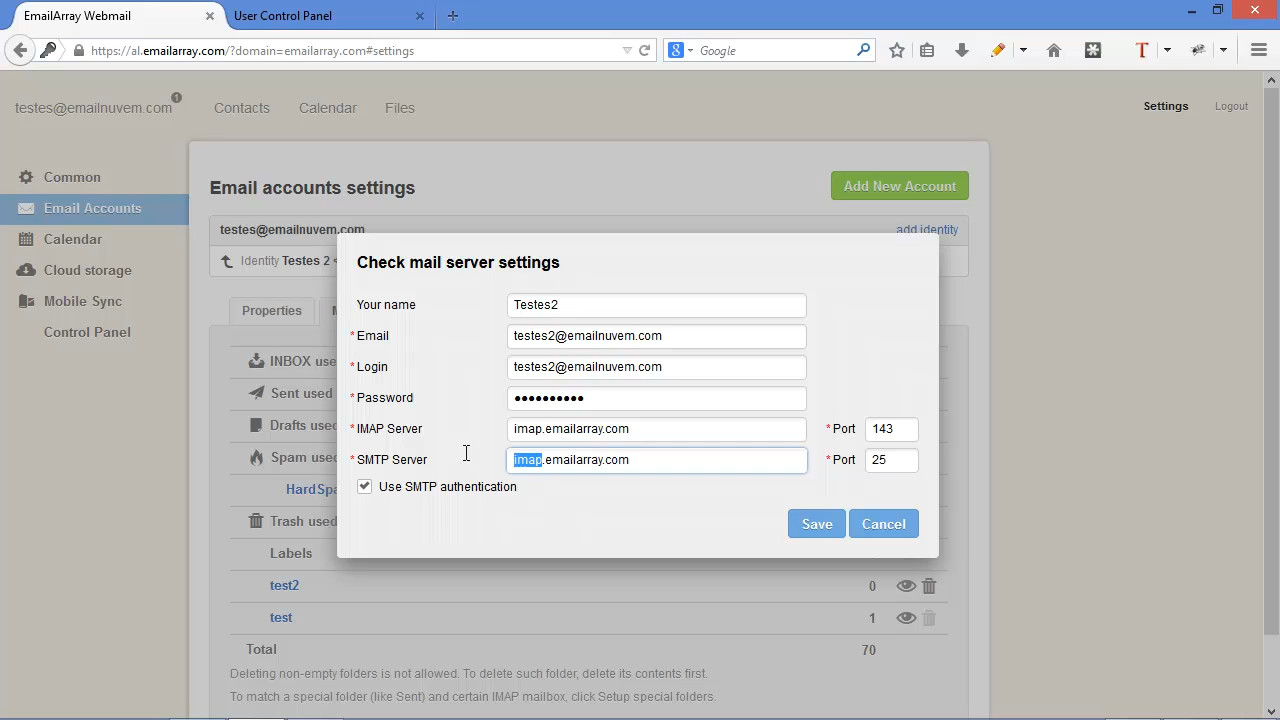 EmailArray Webmail
User Control Panel
https://al.emailarray.com/?domain=emailarray.com#settings
Google
testes@emailnuvem.com
1
Contacts
Calendar
Files
Settings
Logout
Common
Email Accounts
Calendar
Cloud storage
Mobile Sync
Control Panel
Email accounts settings
Add New Account
testes@emailnuvem.com
add identity
Identity Testes 2 <
Properties
M
Check mail server settings
Your name
Testes2
* Email
testes2@emailnuvem.com
* Login
testes2@emailnuvem.com
* Password
••••••••••
* IMAP Server
imap.emailarray.com
* Port
143
* SMTP Server
imap.emailarray.com
* Port
25
Use SMTP authentication
Save
Cancel
INBOX use
Sent used
Drafts use
Spam use
HardSpa
Trash used
Labels
test2
0
test
1
Total
70
Deleting non-empty folders is not allowed. To delete such folder, delete its contents first.
To match a special folder (like Sent) and certain IMAP mailbox, click Setup special folders.